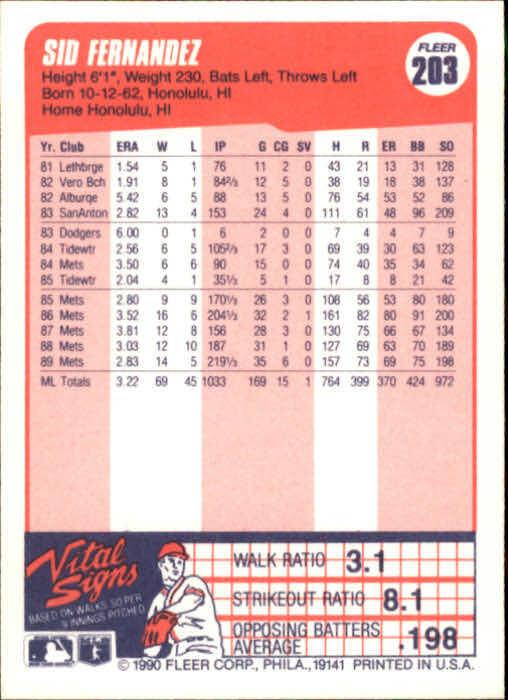 SID FERNANDEZ
FLEER
203
Height 6'1", Weight 230, Bats Left, Throws Left
Born 10-12-62, Honolulu, HI
Home Honolulu, HI
Yr. Club ERA W L IP G CG SV H R ER BB SO
81 Lethbrge 1.54 5 1 76 11 2 0 43 21 13 31 128
82 Vero Bch 1.91 8 1 84⅔ 12 5 0 38 19 18 38 137
82 Alburqe 5.42 6 5 88 13 5 0 76 54 53 52 86
83 SanAnton 2.82 13 4 153 24 4 0 111 61 48 96 209
83 Dodgers 6.00 0 1 6 2 0 0 7 4 4 7 9
84 Tidewtr 2.56 6 5 105⅔ 17 3 0 69 39 30 63 123
84 Mets 3.50 6 6 90 15 0 0 74 40 35 34 62
85 Tidewtr 2.04 4 1 35⅓ 5 1 0 17 8 8 21 42
85 Mets 2.80 9 9 170⅓ 26 3 0 108 56 53 80 180
86 Mets 3.52 16 6 204⅓ 32 2 1 161 82 80 91 200
87 Mets 3.81 12 8 156 28 3 0 130 75 66 67 134
88 Mets 3.03 12 10 187 31 1 0 127 69 63 70 189
89 Mets 2.83 14 5 219⅓ 35 6 0 157 73 69 75 198
ML Totals 3.22 69 45 1033 169 15 1 764 399 370 424 972
Vital
Signs
BASED ON WALKS, SO PER
9 INNINGS PITCHED
WALK RATIO 3.1
STRIKEOUT RATIO 8.1
OPPOSING BATTERS
AVERAGE .198
© 1990 FLEER CORP., PHILA., 19141 PRINTED IN U.S.A.